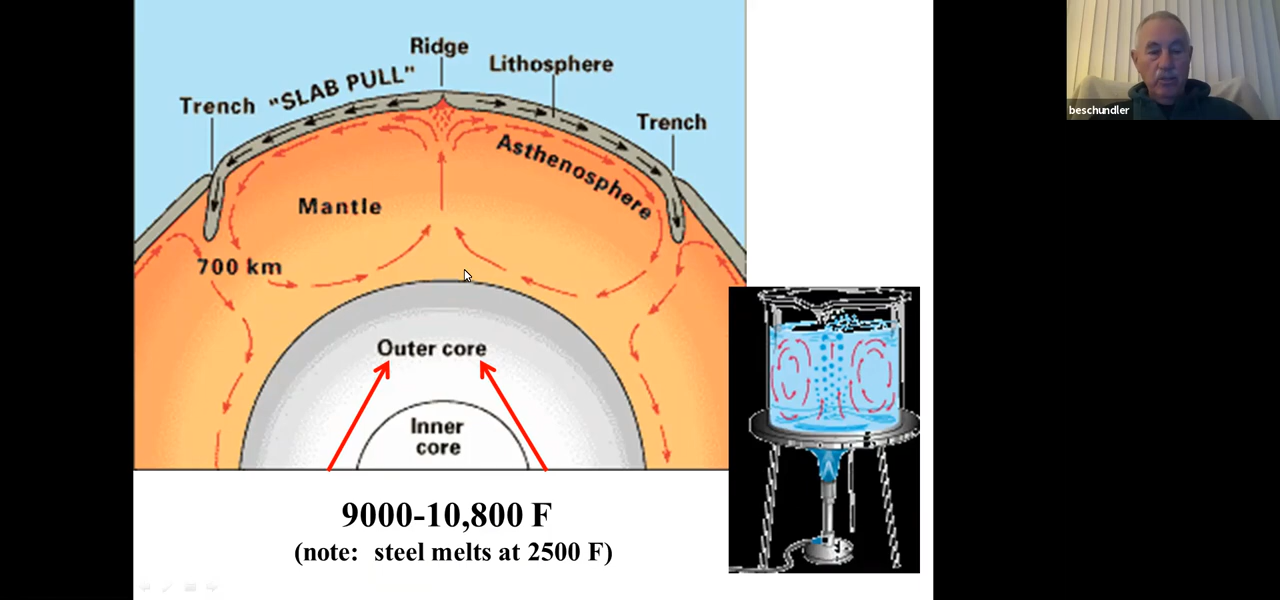 Ridge
Lithosphere
"SLAB PULL"
Trench
Trench
Asthenosphere
Mantle
700 km
Outer core
Inner
core
9000-10,800 F
(note: steel melts at 2500 F)
beschundler